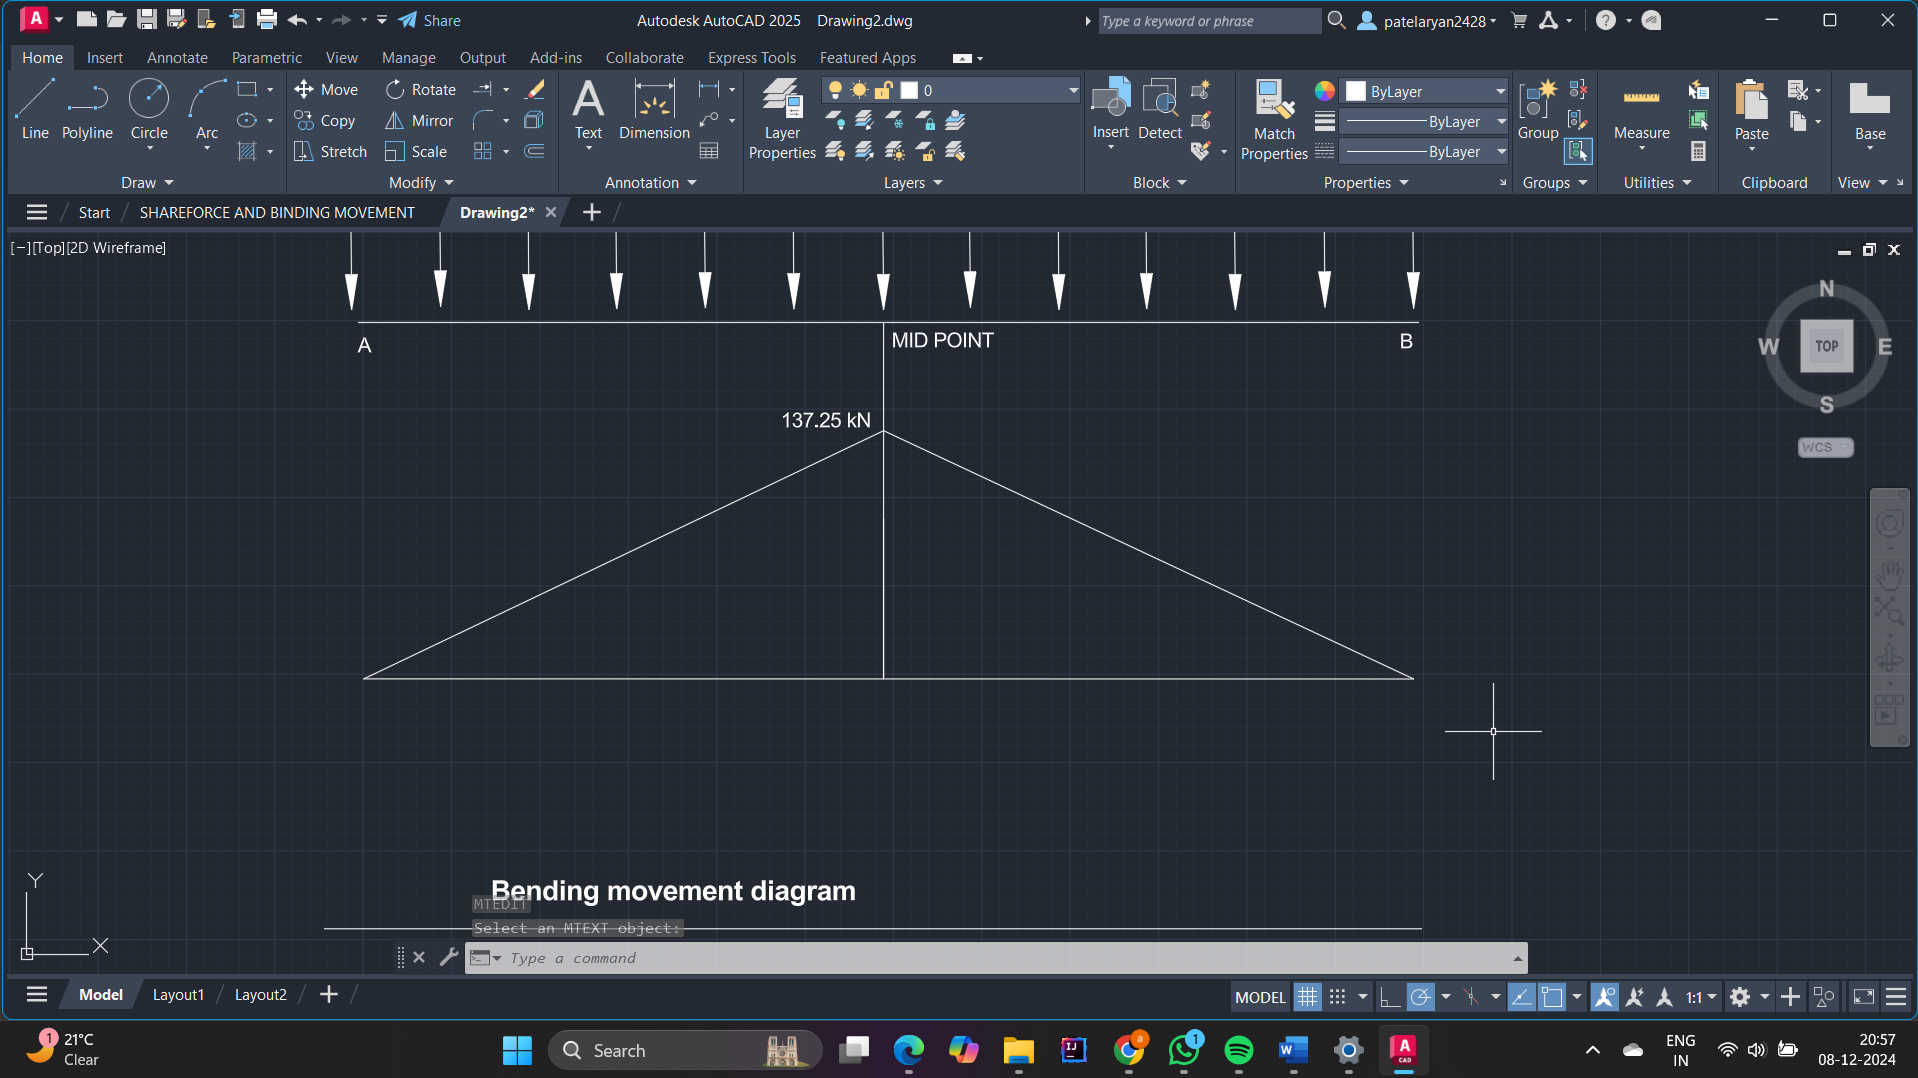 A
Share
Autodesk AutoCAD 2025 Drawing2.dwg
Type a keyword or phrase
patelaryan2428
Home Insert Annotate Parametric View Manage Output Add-ins Collaborate Express Tools Featured Apps
Line Polyline Circle Arc
Move Rotate
Copy Mirror
Stretch Scale
A
Text Dimension
Layer
Properties
0
Insert Detect
Match
Properties
ByLayer
ByLayer
ByLayer
Group
Measure
Paste
Base
Draw Modify Annotation Layers Block Properties Groups Utilities Clipboard View
Start / SHAREFORCE AND BINDING MOVEMENT Drawing2* + /
[−][Top][2D Wireframe]
N
W TOP E
S
WCS
A MID POINT B
137.25 kN
Bending movement diagram
MTEDIT
Select an MTEXT object:
Type a command
Y
X
Model Layout1 / Layout2 / + /
MODEL 1:1
1
21°C
Clear
Search
IJ
a
1
W
A
CAD
ENG
IN
20:57
08-12-2024